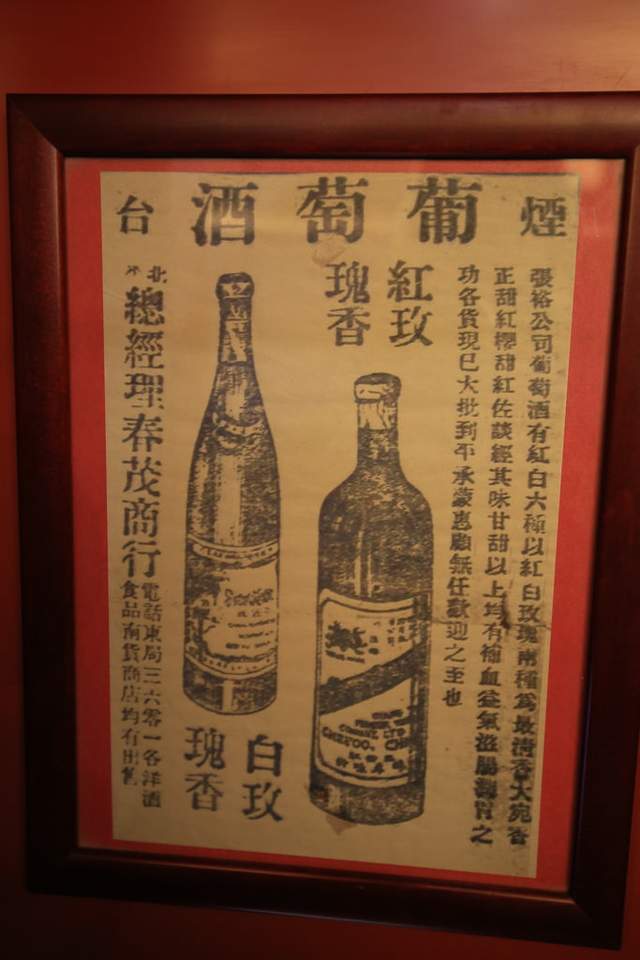 煙台葡萄酒
張裕公司葡萄酒有紅白六種以紅白玫瑰兩種爲最清香大宛香
正甜紅櫻甜紅佐談經其味甘甜以上均有補血益氣滋腸潤胃之
功各貨現已大批到平承蒙惠顧無任歡迎之至也
紅玫
瑰香
白玫
瑰香
北平
總經理春茂商行
電話東局三六零一各洋酒
食品南貨商店均有出售
CHEFOO,